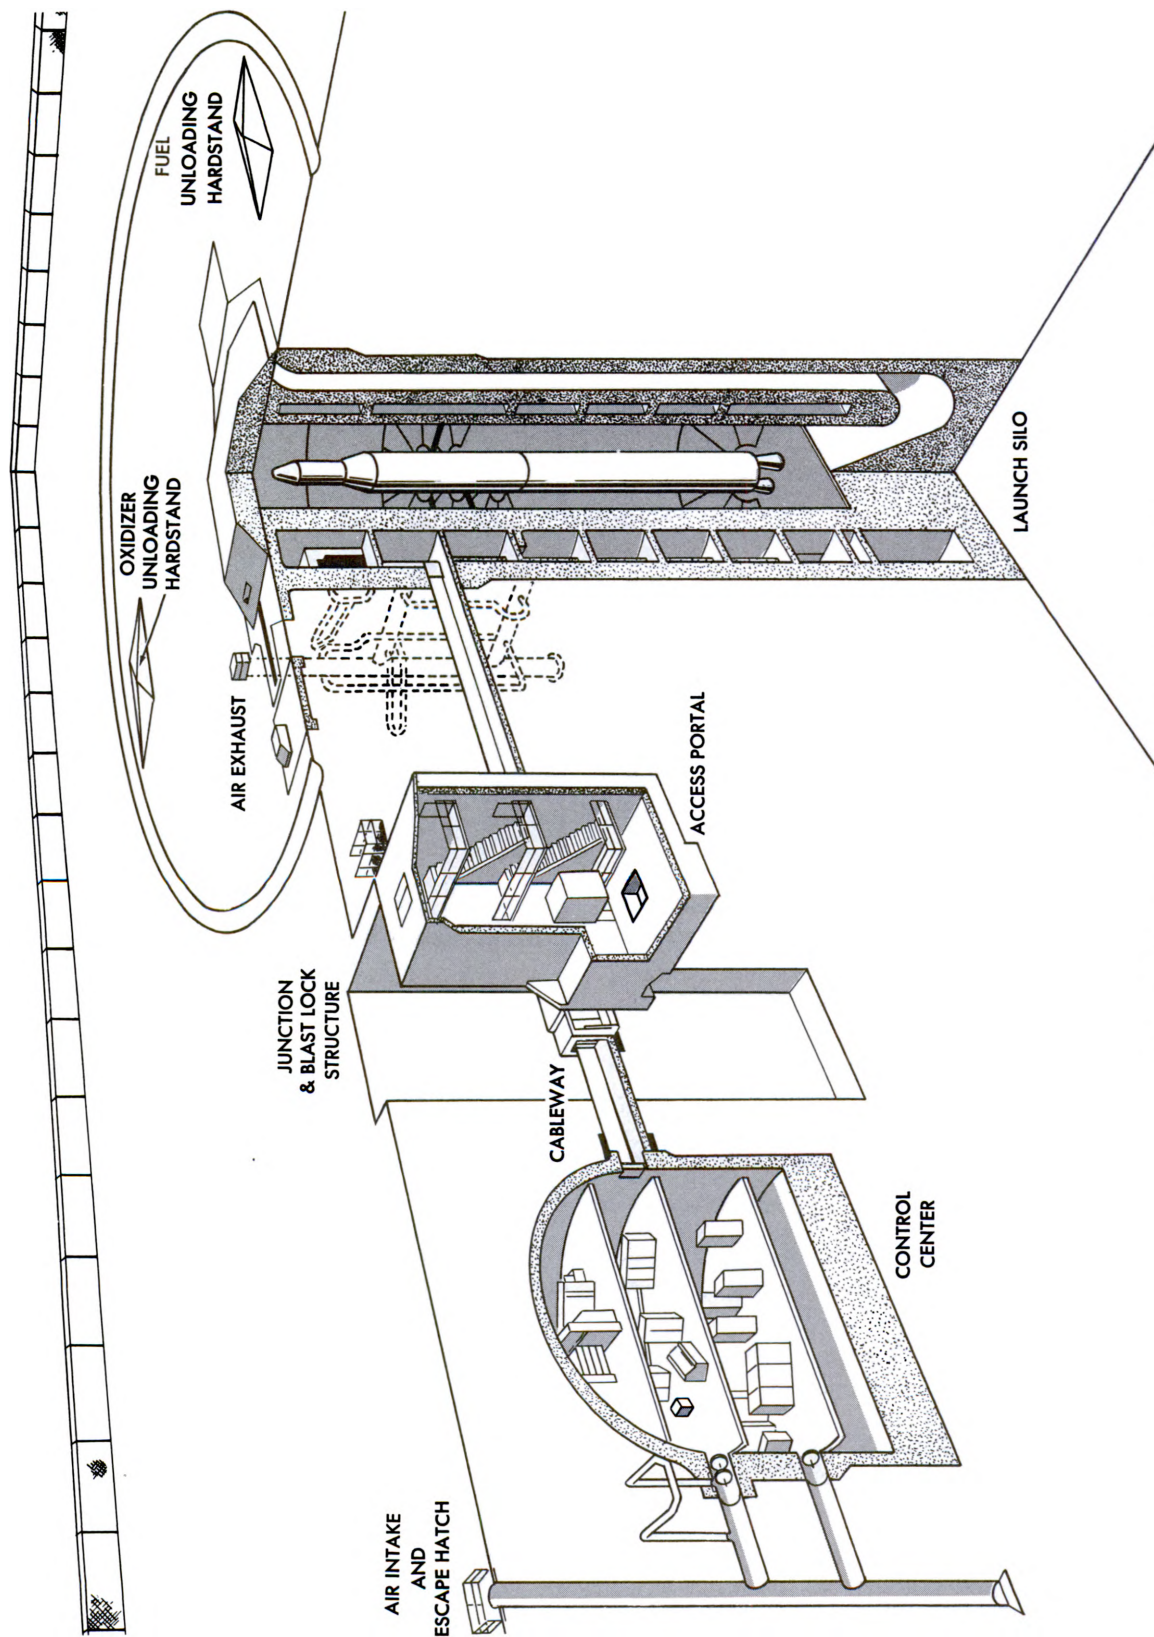 FUEL
UNLOADING
HARDSTAND
OXIDIZER
UNLOADING
HARDSTAND
AIR EXHAUST
JUNCTION
& BLAST LOCK
STRUCTURE
CABLEWAY
AIR INTAKE
AND
ESCAPE HATCH
ACCESS PORTAL
LAUNCH SILO
CONTROL
CENTER